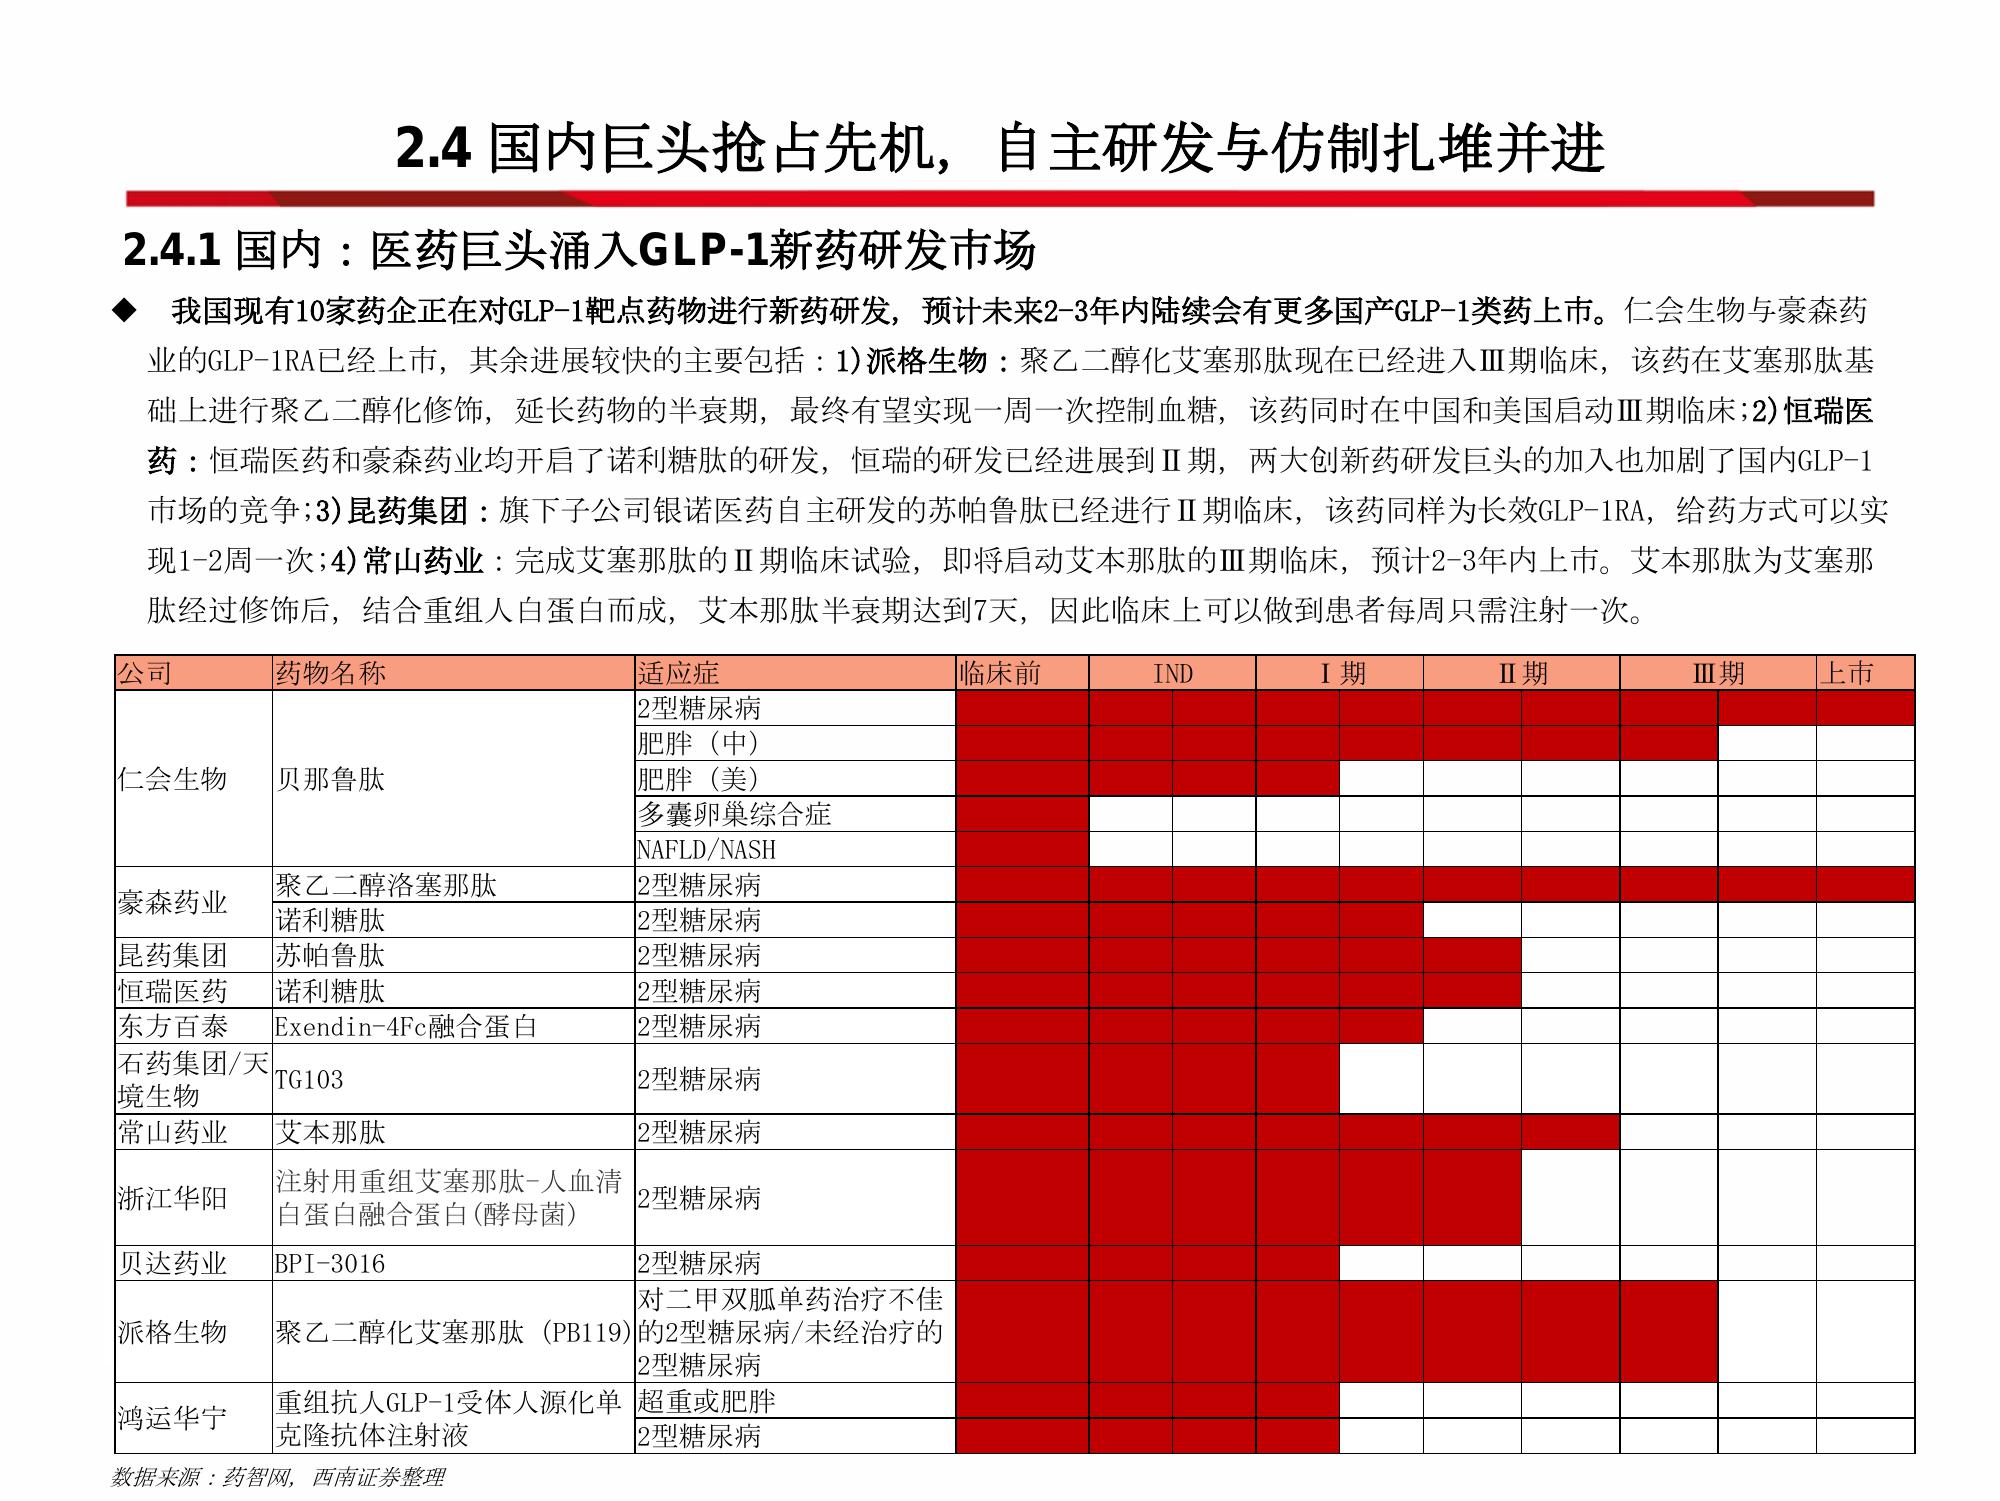 2.4 国内巨头抢占先机，自主研发与仿制扎堆并进
2.4.1 国内：医药巨头涌入GLP-1新药研发市场
◆ 我国现有10家药企正在对GLP-1靶点药物进行新药研发，预计未来2-3年内陆续会有更多国产GLP-1类药上市。仁会生物与豪森药
业的GLP-1RA已经上市，其余进展较快的主要包括：1)派格生物：聚乙二醇化艾塞那肽现在已经进入Ⅲ期临床，该药在艾塞那肽基
础上进行聚乙二醇化修饰，延长药物的半衰期，最终有望实现一周一次控制血糖，该药同时在中国和美国启动Ⅲ期临床;2)恒瑞医
药：恒瑞医药和豪森药业均开启了诺利糖肽的研发，恒瑞的研发已经进展到Ⅱ期，两大创新药研发巨头的加入也加剧了国内GLP-1
市场的竞争;3)昆药集团：旗下子公司银诺医药自主研发的苏帕鲁肽已经进行Ⅱ期临床，该药同样为长效GLP-1RA，给药方式可以实
现1-2周一次;4)常山药业：完成艾塞那肽的Ⅱ期临床试验，即将启动艾本那肽的Ⅲ期临床，预计2-3年内上市。艾本那肽为艾塞那
肽经过修饰后，结合重组人白蛋白而成，艾本那肽半衰期达到7天，因此临床上可以做到患者每周只需注射一次。
公司 药物名称 适应症 临床前 IND Ⅰ期 Ⅱ期 Ⅲ期 上市
仁会生物 贝那鲁肽 2型糖尿病
肥胖（中）
肥胖（美）
多囊卵巢综合症
NAFLD/NASH
豪森药业 聚乙二醇洛塞那肽 2型糖尿病
诺利糖肽 2型糖尿病
昆药集团 苏帕鲁肽 2型糖尿病
恒瑞医药 诺利糖肽 2型糖尿病
东方百泰 Exendin-4Fc融合蛋白 2型糖尿病
石药集团/天
境生物 TG103 2型糖尿病
常山药业 艾本那肽 2型糖尿病
浙江华阳 注射用重组艾塞那肽-人血清
白蛋白融合蛋白(酵母菌) 2型糖尿病
贝达药业 BPI-3016 2型糖尿病
派格生物 聚乙二醇化艾塞那肽（PB119) 对二甲双胍单药治疗不佳
的2型糖尿病/未经治疗的
2型糖尿病
鸿运华宁 重组抗人GLP-1受体人源化单
克隆抗体注射液 超重或肥胖
2型糖尿病
数据来源：药智网，西南证券整理